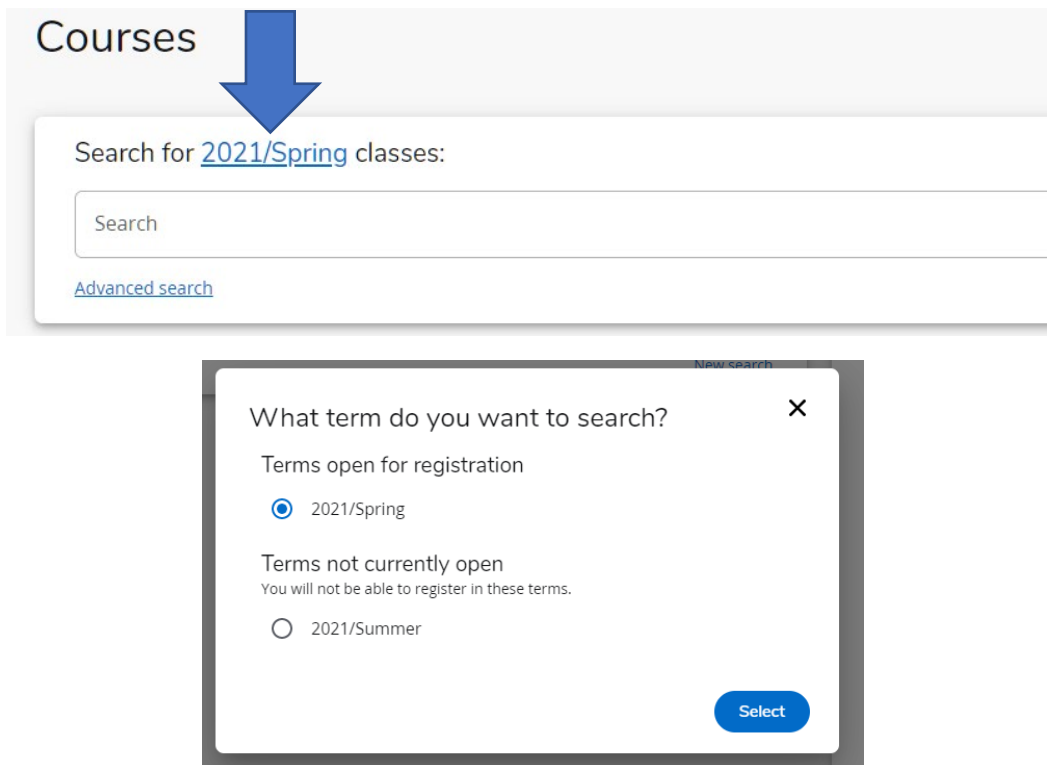 Courses
Search for 2021/Spring classes:
Search
Advanced search
New search
What term do you want to search?
Terms open for registration
2021/Spring
Terms not currently open
You will not be able to register in these terms.
2021/Summer
Select